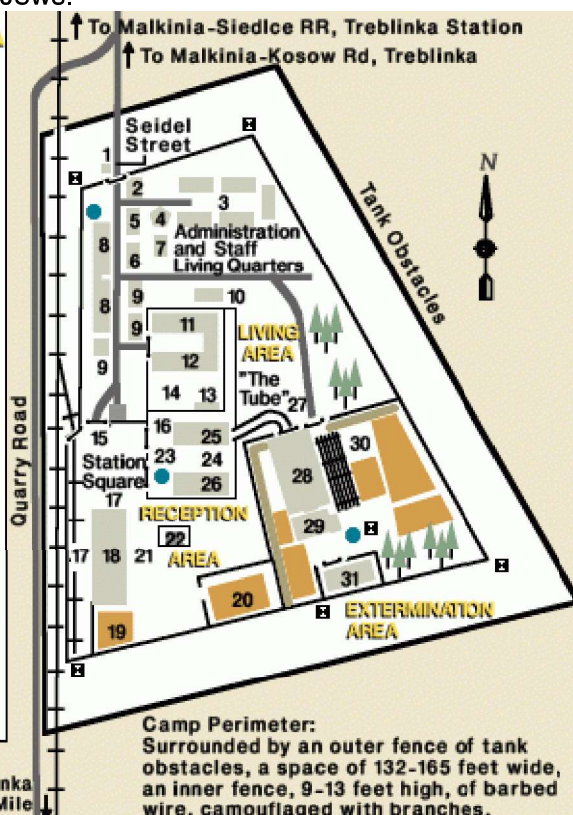 To Malkinia-Siedlce RR, Treblinka Station
To Malkinia-Kosow Rd, Treblinka
Seidel
Street
1
2
3
N
Tank Obstacles
5 4
Administration
and Staff
Living Quarters
8
6
7
8
9
10
9
11
LIVING
AREA
12
9
"The
Tube"
14 13
27
16
25
30
15
Station
Square
23
24
28
26
Quarry Road
17
RECEPTION
AREA
22
29
17
18
21
31
20
19
EXTERMINATION
AREA
Camp Perimeter:
Surrounded by an outer fence of tank
obstacles, a space of 132-165 feet wide,
an inner fence, 9-13 feet high, of barbed
wire, camouflaged with branches.
Mile